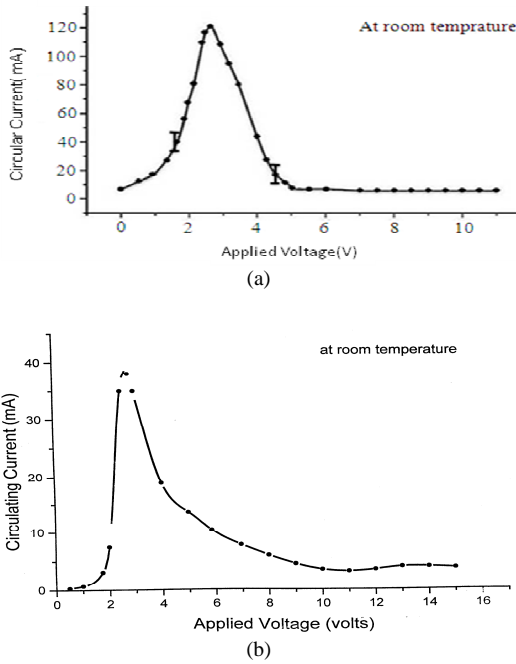 At room temprature
Circular Current( mA)
120
100
80
60
40
20
0
0 2 4 6 8 10
Applied Voltage(V)
(a)
at room temperature
Circulating Current (mA)
40
30
20
10
0
0 2 4 6 8 10 12 14 16
Applied Voltage (volts)
(b)